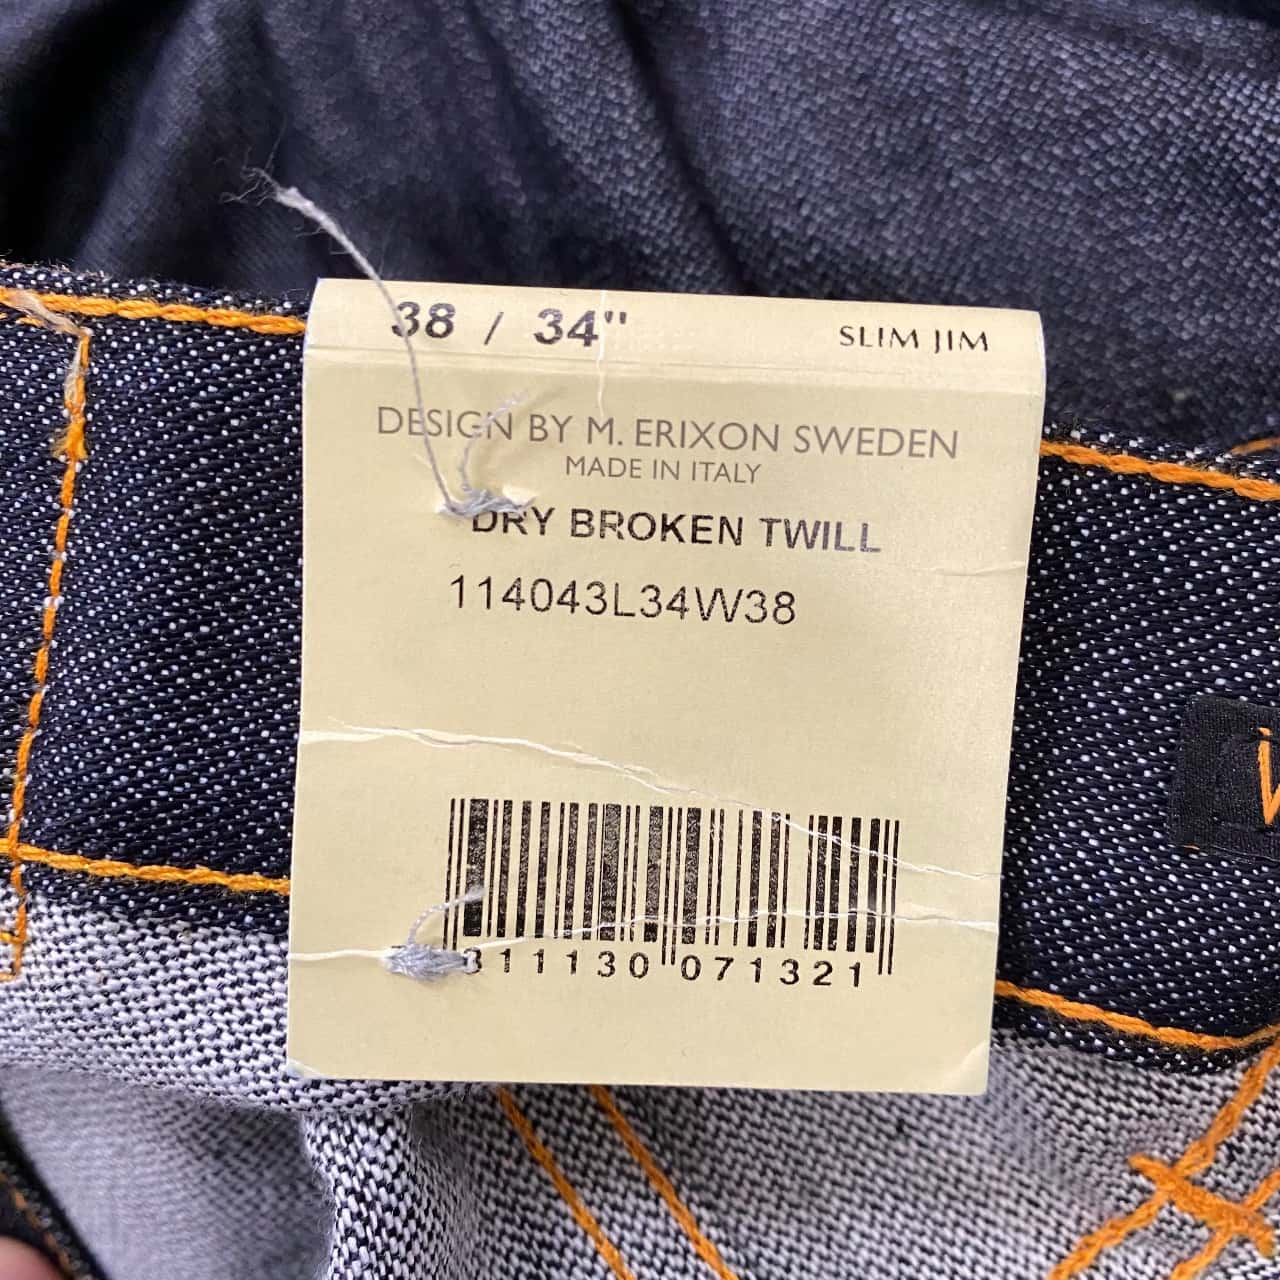 38 / 34" SLIM JIM
DESIGN BY M. ERIXON SWEDEN
MADE IN ITALY
DRY BROKEN TWILL
114043L34W38
311130 071321